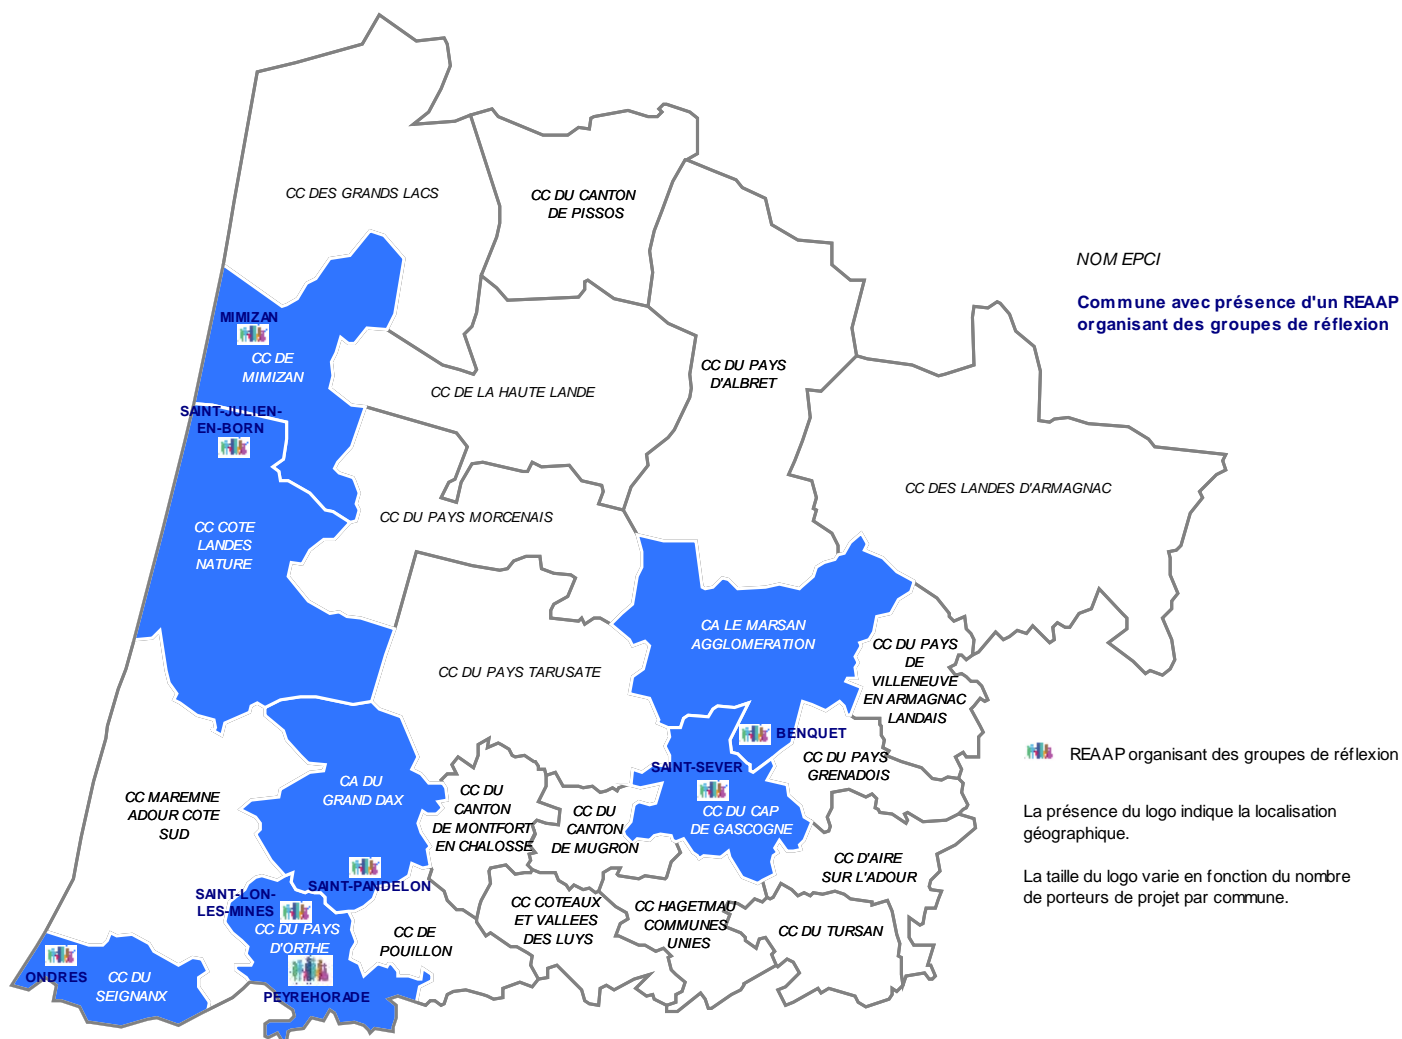 CC DES GRANDS LACS
CC DU CANTON
DE PISSOS
NOM EPCI
Commune avec présence d'un REAAP
organisant des groupes de réflexion
MIMIZAN
CC DE
MIMIZAN
CC DU PAYS
D'ALBRET
CC DE LA HAUTE LANDE
SAINT-JULIEN-
EN-BORN
CC DES LANDES D'ARMAGNAC
CC DU PAYS MORCENAIS
CC COTE
LANDES
NATURE
CA LE MARSAN
AGGLOMERATION
CC DU PAYS
DE
VILLENEUVE
EN ARMAGNAC
LANDAIS
CC DU PAYS TARUSATE
BENQUET
CC DU PAYS
GRENADOIS
SAINT-SEVER
CC DU CAP
DE GASCOGNE
REAAP organisant des groupes de réflexion
CA DU
GRAND DAX
CC MAREMNE
ADOUR COTE
SUD
CC DU
CANTON
DE MONTFORT
EN CHALOSSE
CC DU
CANTON
DE MUGRON
La présence du logo indique la localisation
géographique.
CC D'AIRE
SUR L'ADOUR
La taille du logo varie en fonction du nombre
de porteurs de projet par commune.
SAINT-PANDELON
SAINT-LON-
LES-MINES
CC DU PAYS
D'ORTHE
CC DE
POUILLON
CC COTEAUX
ET VALLEES
DES LUYS
CC HAGETMAU
COMMUNES
UNIES
CC DU TURSAN
ONDRES
CC DU
SEIGNANX
PEYREHORADE